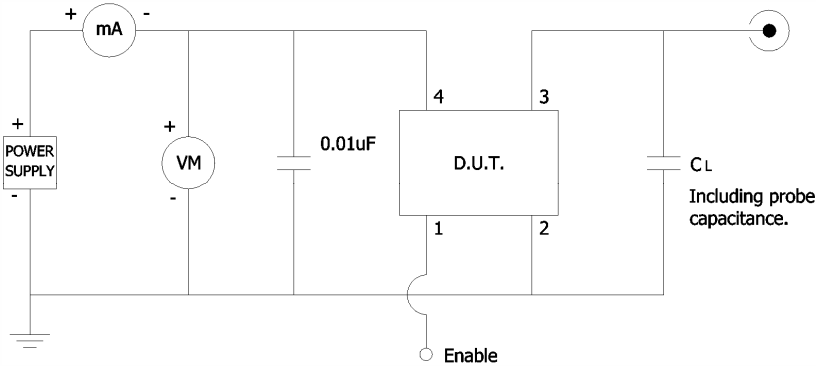 + mA -
4 3
+
POWER
SUPPLY
-
+
VM
-
0.01uF
D.U.T.
CL
Including probe
capacitance.
1 2
Enable